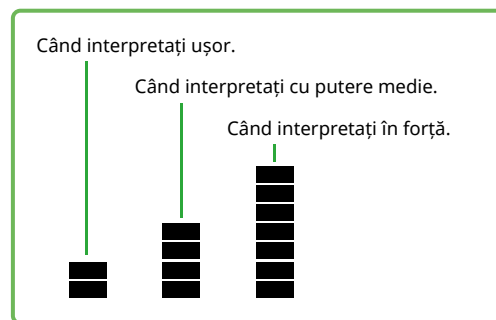 Când interpretați ușor.
Când interpretați cu putere medie.
Când interpretați în forță.